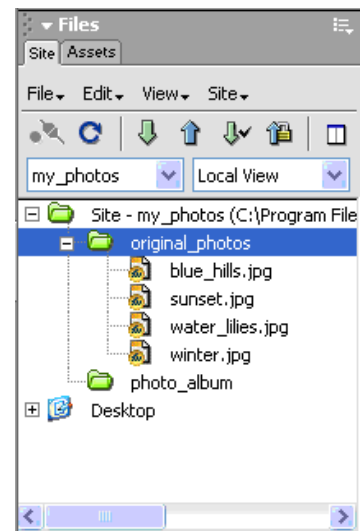 Files
Site Assets
File Edit View Site
my_photos Local View
Site - my_photos (C:\Program File
original_photos
blue_hills.jpg
sunset.jpg
water_lilies.jpg
winter.jpg
photo_album
Desktop